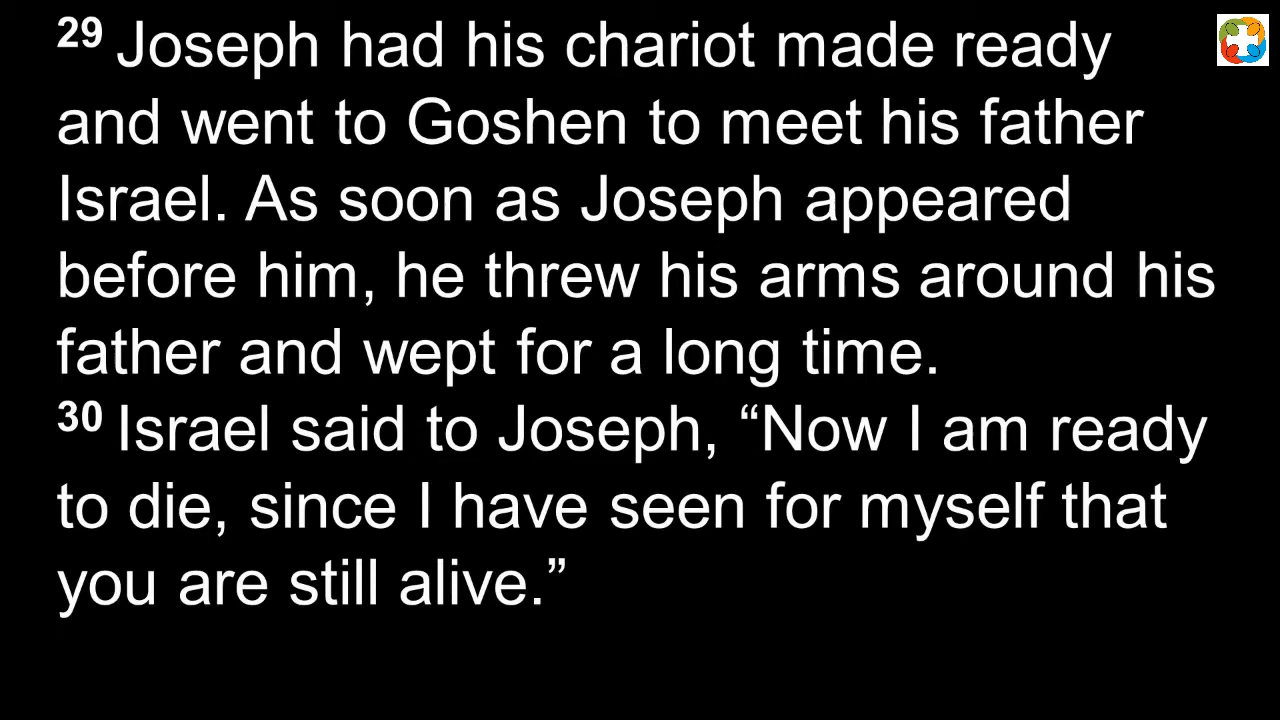 29 Joseph had his chariot made ready
and went to Goshen to meet his father
Israel. As soon as Joseph appeared
before him, he threw his arms around his
father and wept for a long time.
30 Israel said to Joseph, “Now I am ready
to die, since I have seen for myself that
you are still alive.”